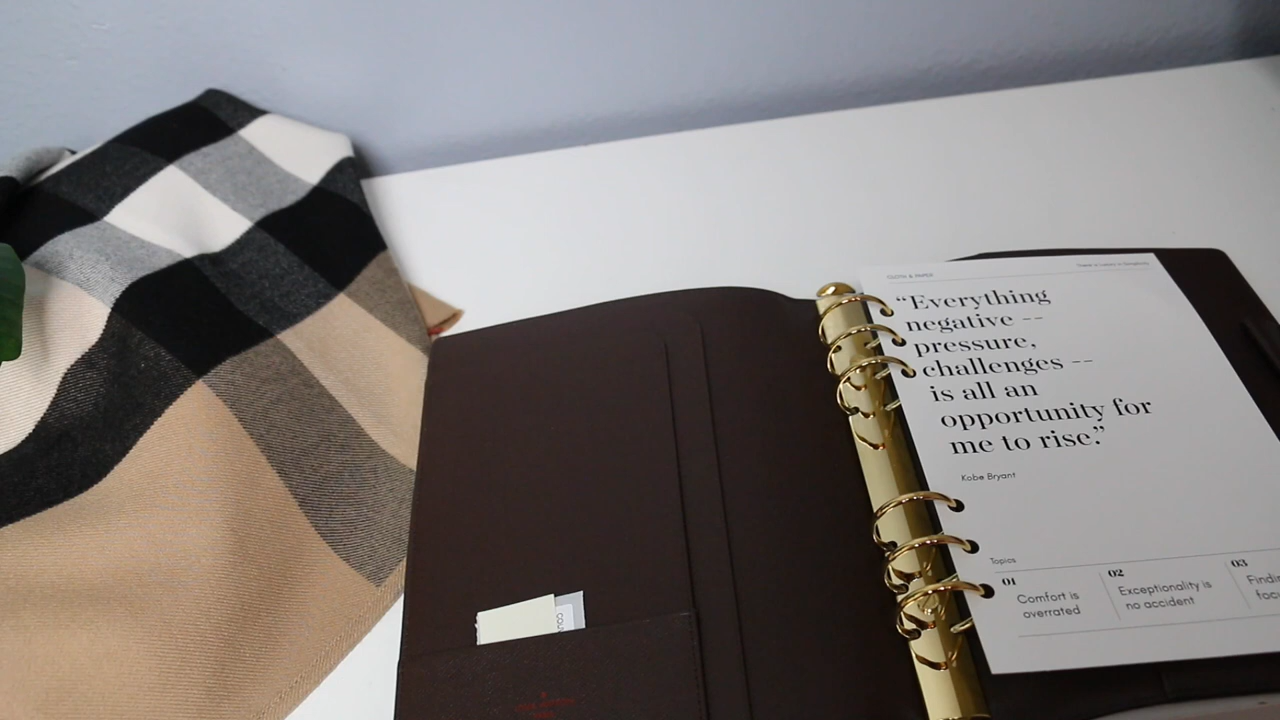 CLOTH & PAPER
“Everything
negative --
pressure,
challenges --
is all an
opportunity for
me to rise.”
Kobe Bryant
Topics
01 02 03
Comfort is
overrated
Exceptionality is
no accident